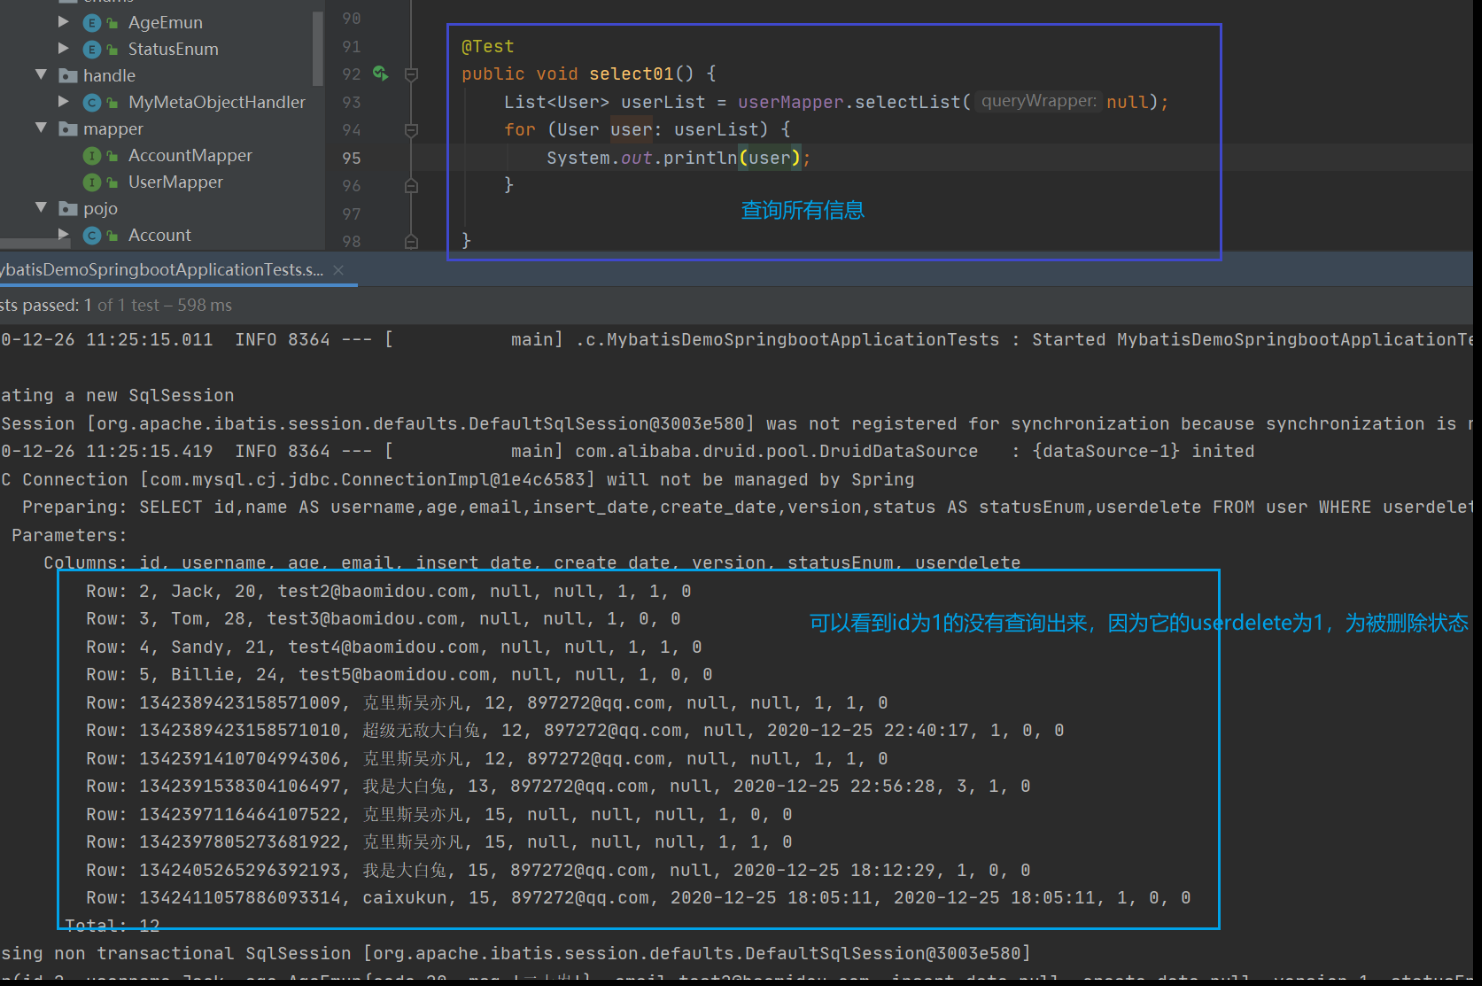 AgeEmun
StatusEnum
handle
MyMetaObjectHandler
mapper
AccountMapper
UserMapper
pojo
Account
90
91 @Test
92 public void select01() {
93 List<User> userList = userMapper.selectList( queryWrapper: null);
94 for (User user: userList) {
95 System.out.println(user);
96 }
97
查询所有信息
98 }
ybatisDemoSpringbootApplicationTests.s...
sts passed: 1 of 1 test – 598 ms
0-12-26 11:25:15.011 INFO 8364 --- [ main] .c.MybatisDemoSpringbootApplicationTests : Started MybatisDemoSpringbootApplicationTe
ating a new SqlSession
Session [org.apache.ibatis.session.defaults.DefaultSqlSession@3003e580] was not registered for synchronization because synchronization is n
0-12-26 11:25:15.419 INFO 8364 --- [ main] com.alibaba.druid.pool.DruidDataSource : {dataSource-1} inited
C Connection [com.mysql.cj.jdbc.ConnectionImpl@1e4c6583] will not be managed by Spring
Preparing: SELECT id,name AS username,age,email,insert_date,create_date,version,status AS statusEnum,userdelete FROM user WHERE userdelet
Parameters:
Columns: id, username, age, email, insert_date, create_date, version, statusEnum, userdelete
Row: 2, Jack, 20, test2@baomidou.com, null, null, 1, 1, 0
Row: 3, Tom, 28, test3@baomidou.com, null, null, 1, 0, 0
可以看到id为1的没有查询出来，因为它的userdelete为1，为被删除状态
Row: 4, Sandy, 21, test4@baomidou.com, null, null, 1, 1, 0
Row: 5, Billie, 24, test5@baomidou.com, null, null, 1, 0, 0
Row: 1342389423158571009, 克里斯吴亦凡, 12, 897272@qq.com, null, null, 1, 1, 0
Row: 1342389423158571010, 超级无敌大白兔, 12, 897272@qq.com, null, 2020-12-25 22:40:17, 1, 0, 0
Row: 1342391410704994306, 克里斯吴亦凡, 12, 897272@qq.com, null, null, 1, 1, 0
Row: 1342391538304106497, 我是大白兔, 13, 897272@qq.com, null, 2020-12-25 22:56:28, 3, 1, 0
Row: 1342397116464107522, 克里斯吴亦凡, 15, null, null, null, 1, 0, 0
Row: 1342397805273681922, 克里斯吴亦凡, 15, null, null, null, 1, 1, 0
Row: 1342405265296392193, 我是大白兔, 15, 897272@qq.com, null, 2020-12-25 18:12:29, 1, 0, 0
Row: 1342411057886093314, caixukun, 15, 897272@qq.com, 2020-12-25 18:05:11, 2020-12-25 18:05:11, 1, 0, 0
Total: 12
sing non transactional SqlSession [org.apache.ibatis.session.defaults.DefaultSqlSession@3003e580]